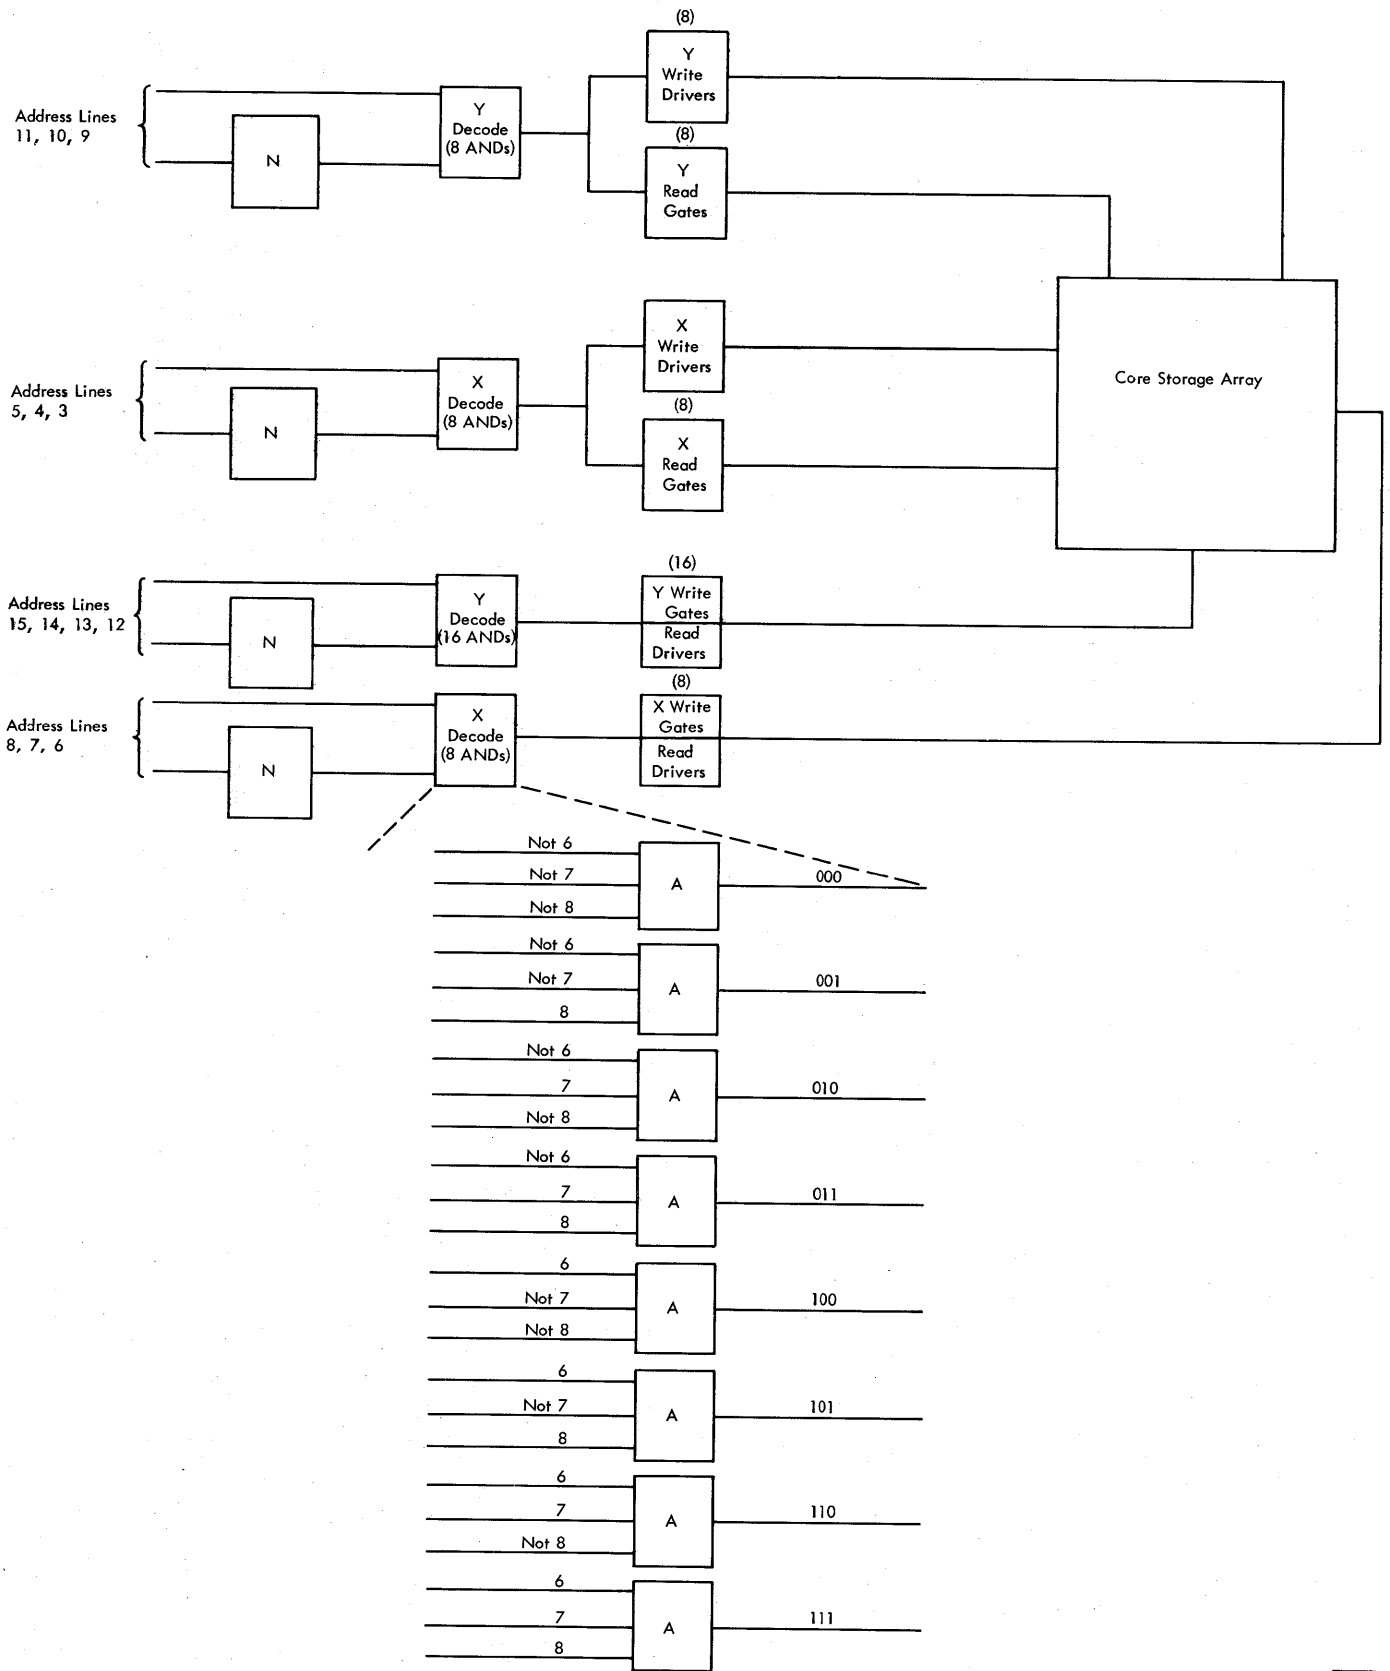 (8)
Y
Write
Drivers
Address Lines
11, 10, 9
N
Y
Decode
(8 ANDs)
(8)
Y
Read
Gates
Address Lines
5, 4, 3
N
X
Decode
(8 ANDs)
X
Write
Drivers
(8)
X
Read
Gates
Core Storage Array
Address Lines
15, 14, 13, 12
N
Y
Decode
(16 ANDs)
(16)
Y Write
Gates
Read
Drivers
Address Lines
8, 7, 6
N
X
Decode
(8 ANDs)
(8)
X Write
Gates
Read
Drivers
Not 6
Not 7
Not 8
A
000
Not 6
Not 7
8
A
001
Not 6
7
Not 8
A
010
Not 6
7
8
A
011
6
Not 7
Not 8
A
100
6
Not 7
8
A
101
6
7
Not 8
A
110
6
7
8
A
111